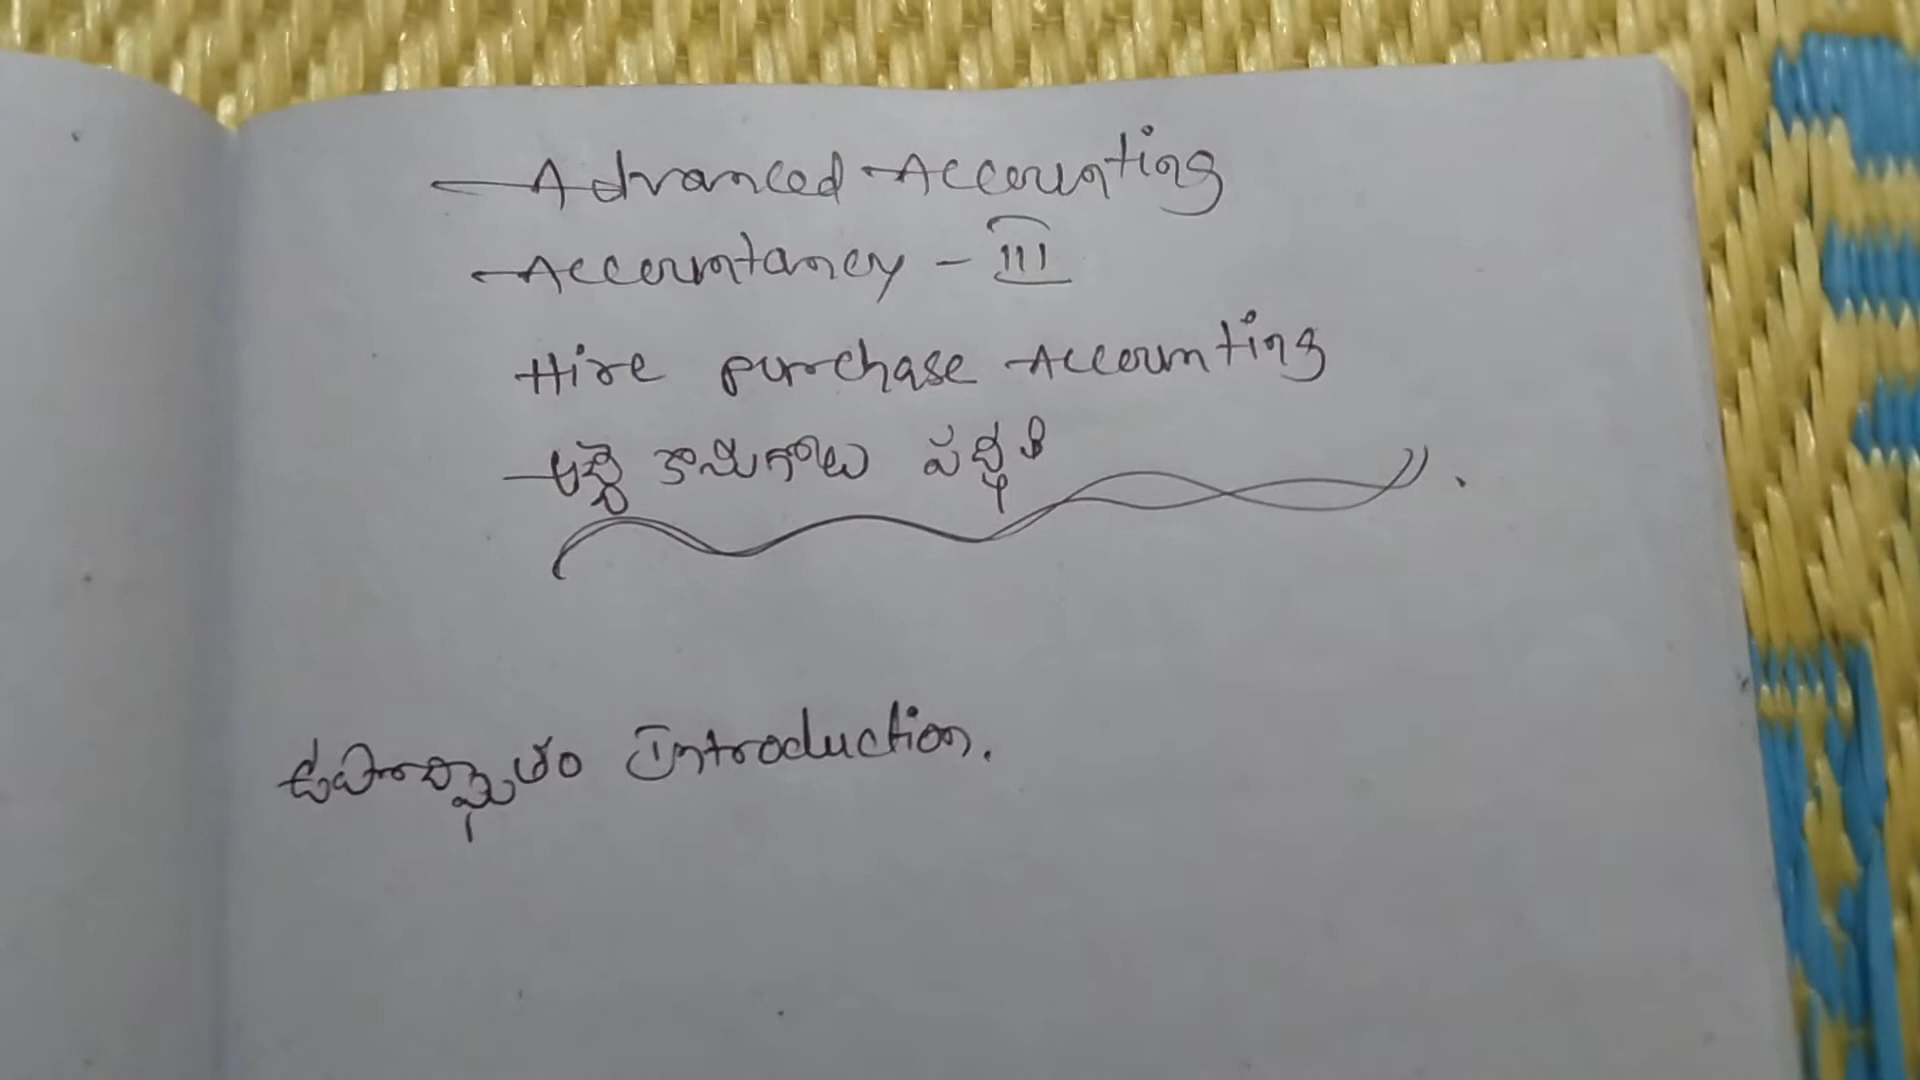 Advanced Accounting
Accountancy - III
Hire purchase Accounting
అద్దె కొనుగోలు పద్ధతి
ఉపోద్ఘాతం Introduction.